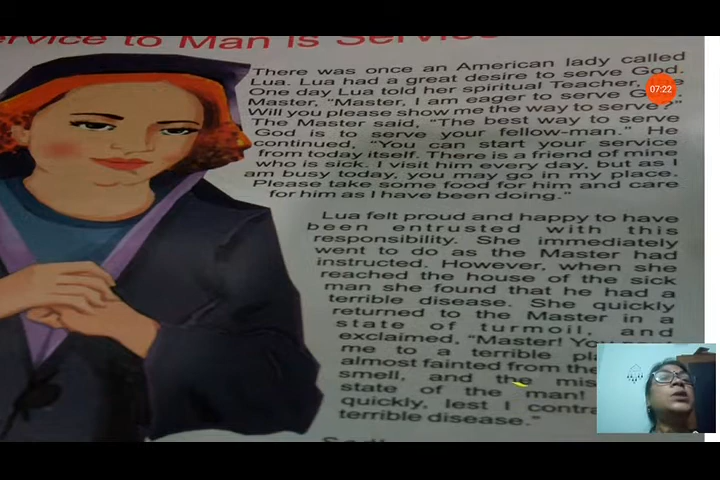 ervice to Man is Service
There was once an American lady called
Lua. Lua had a great desire to serve God.
One day Lua told her spiritual Teacher,
Master, "Master, I am eager to serve
Will you please show me the way to serve?"
The Master said, "The best way to serve
God is to serve your fellow-man." He
continued, "You can start your service
from today itself. There is a friend of mine
who is sick. I visit him every day, but as I
am busy today, you may go in my place.
Please take some food for him and care
for him as I have been doing."
Lua felt proud and happy to have
been entrusted with this
responsibility. She immediately
went to do as the Master had
instructed. However, when she
reached the house of the sick
man she found that he had a
terrible disease. She quickly
returned to the Master in a
state of turmoil, and
exclaimed, "Master!
me to a terrible
almost fainted from the
smell, and the
state of the man!
quickly, lest I
terrible disease."
07:22